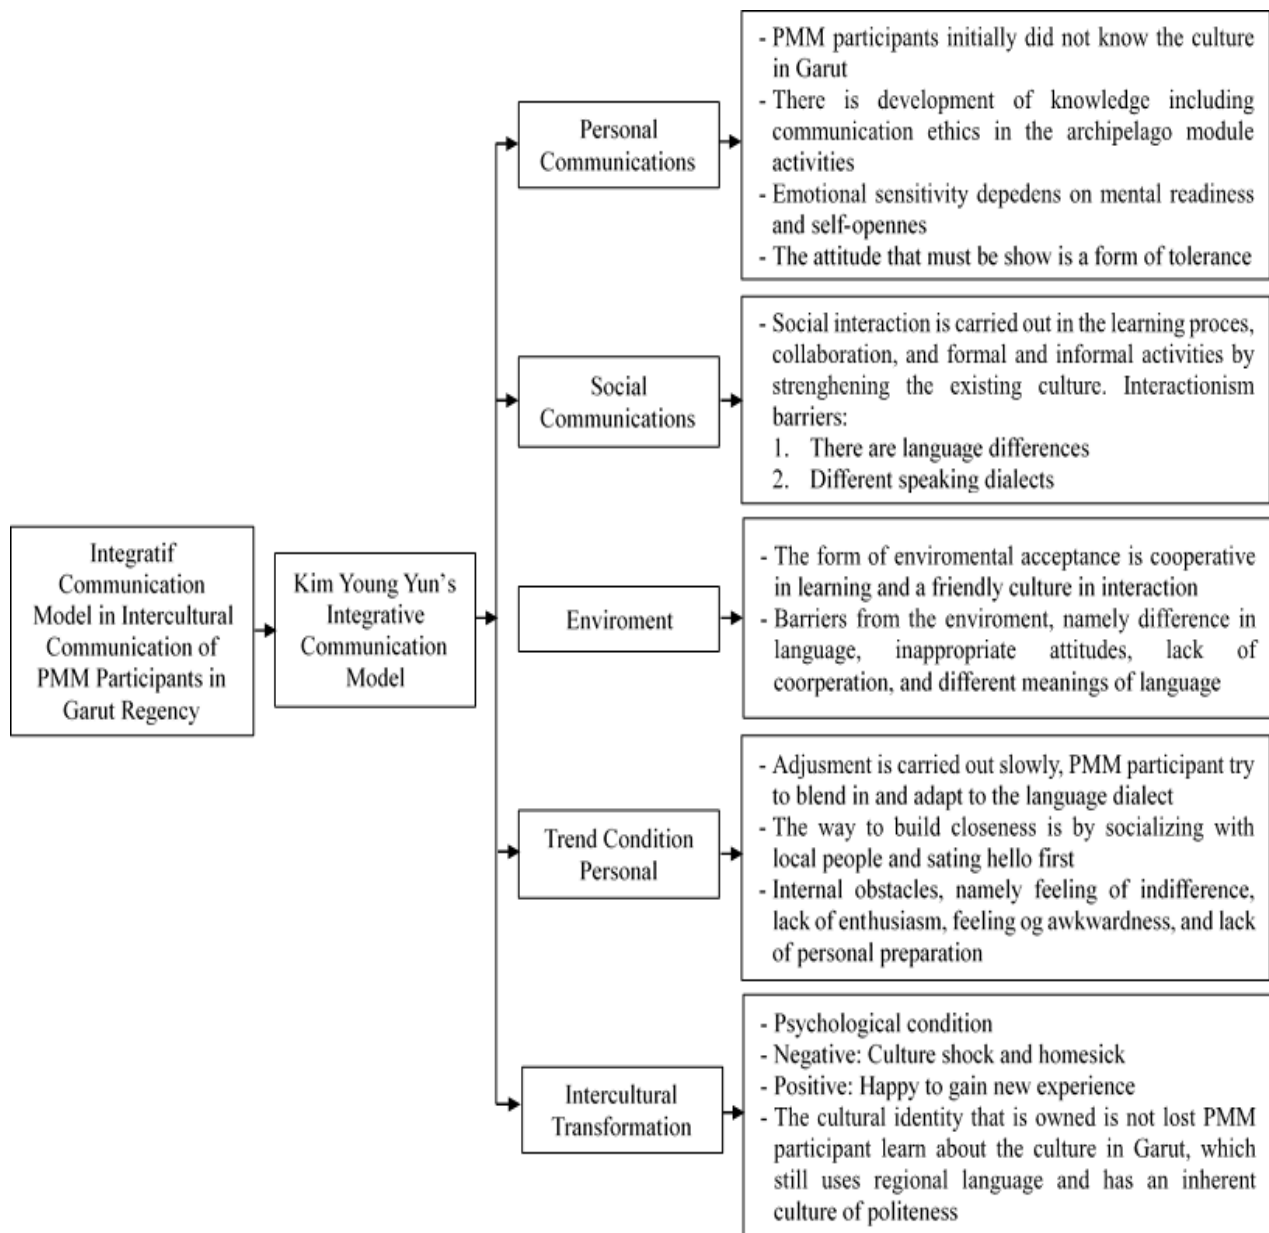 Integratif
Communication
Model in Intercultural
Communication of
PMM Participants in
Garut Regency
Kim Young Yun's
Integrative
Communication
Model
Personal
Communications
- PMM participants initially did not know the culture
in Garut
- There is development of knowledge including
communication ethics in the archipelago module
activities
- Emotional sensitivity depedens on mental readiness
and self-opennes
- The attitude that must be show is a form of tolerance
Social
Communications
- Social interaction is carried out in the learning proces,
collaboration, and formal and informal activities by
strenghening the existing culture. Interactionism
barriers:
1. There are language differences
2. Different speaking dialects
Enviroment
- The form of enviromental acceptance is cooperative
in learning and a friendly culture in interaction
- Barriers from the enviroment, namely difference in
language, inappropriate attitudes, lack of
coorperation, and different meanings of language
Trend Condition
Personal
- Adjusment is carried out slowly, PMM participant try
to blend in and adapt to the language dialect
- The way to build closeness is by socializing with
local people and sating hello first
- Internal obstacles, namely feeling of indifference,
lack of enthusiasm, feeling og awkwardness, and lack
of personal preparation
Intercultural
Transformation
- Psychological condition
- Negative: Culture shock and homesick
- Positive: Happy to gain new experience
- The cultural identity that is owned is not lost PMM
participant learn about the culture in Garut, which
still uses regional language and has an inherent
culture of politeness